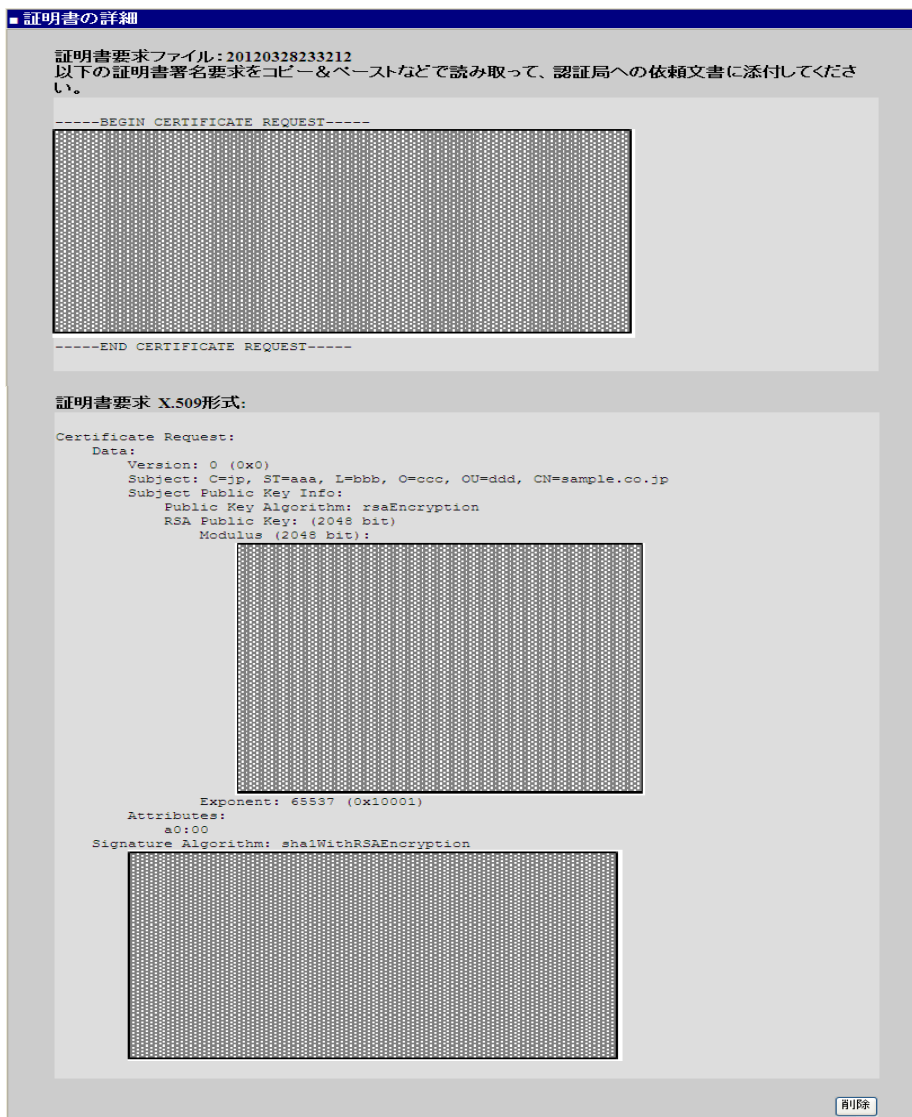 ■ 証明書の詳細
証明書要求ファイル : 20120328233212
以下の証明書署名要求をコピー＆ペーストなどで読み取って、認証局への依頼文書に添付してくださ
い。
-----BEGIN CERTIFICATE REQUEST-----
-----END CERTIFICATE REQUEST-----
証明書要求 X.509形式:
Certificate Request:
Data:
Version: 0 (0x0)
Subject: C=jp, ST=aaa, L=bbb, O=ccc, OU=ddd, CN=sample.co.jp
Subject Public Key Info:
Public Key Algorithm: rsaEncryption
RSA Public Key: (2048 bit)
Modulus (2048 bit):
Exponent: 65537 (0x10001)
Attributes:
a0:00
Signature Algorithm: sha1WithRSAEncryption
削除